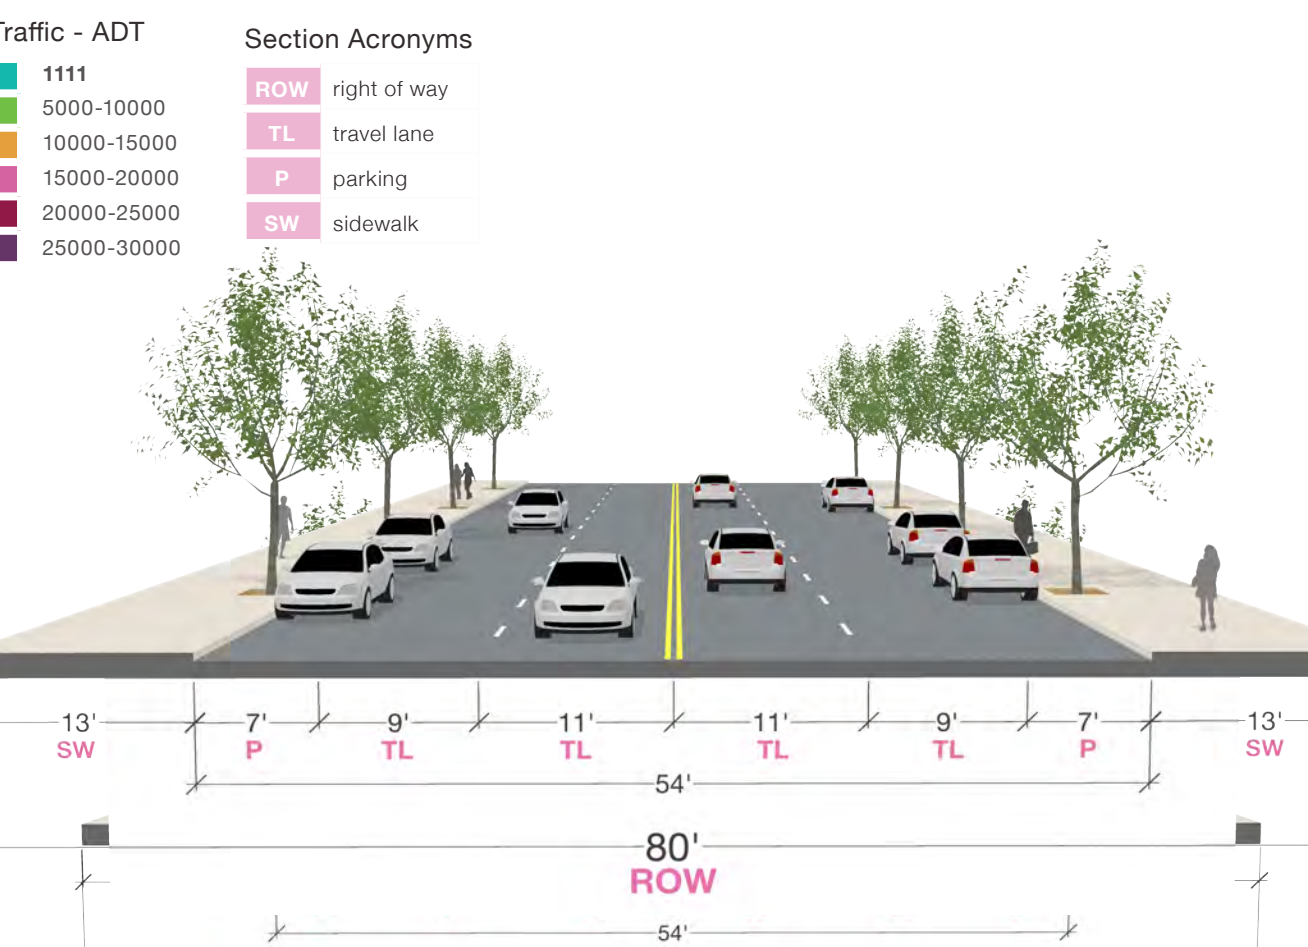 Traffic - ADT
1111
5000-10000
10000-15000
15000-20000
20000-25000
25000-30000
Section Acronyms
ROW right of way
TL travel lane
P parking
SW sidewalk
13' 7' 9' 11' 11' 9' 7' 13'
SW P TL TL TL TL P SW
54'
80'
ROW
54'